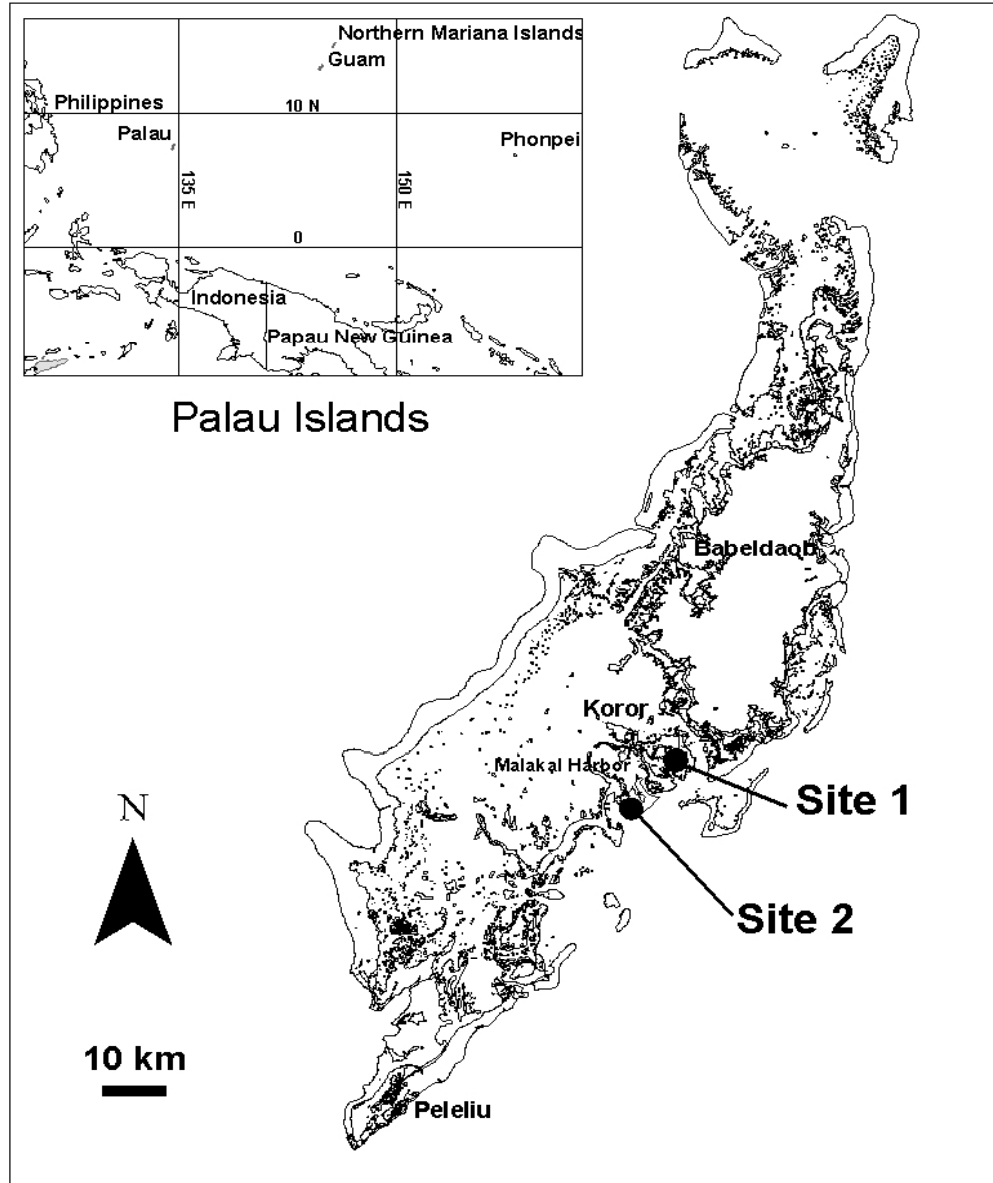 Northern Mariana Islands
Guam
Philippines
10 N
Palau
Phonpei
135 E
150 E
0
Indonesia
Papau New Guinea
Palau Islands
Babeldaob
Koror
Malakal Harbor
Site 1
N
Site 2
10 km
Peleliu